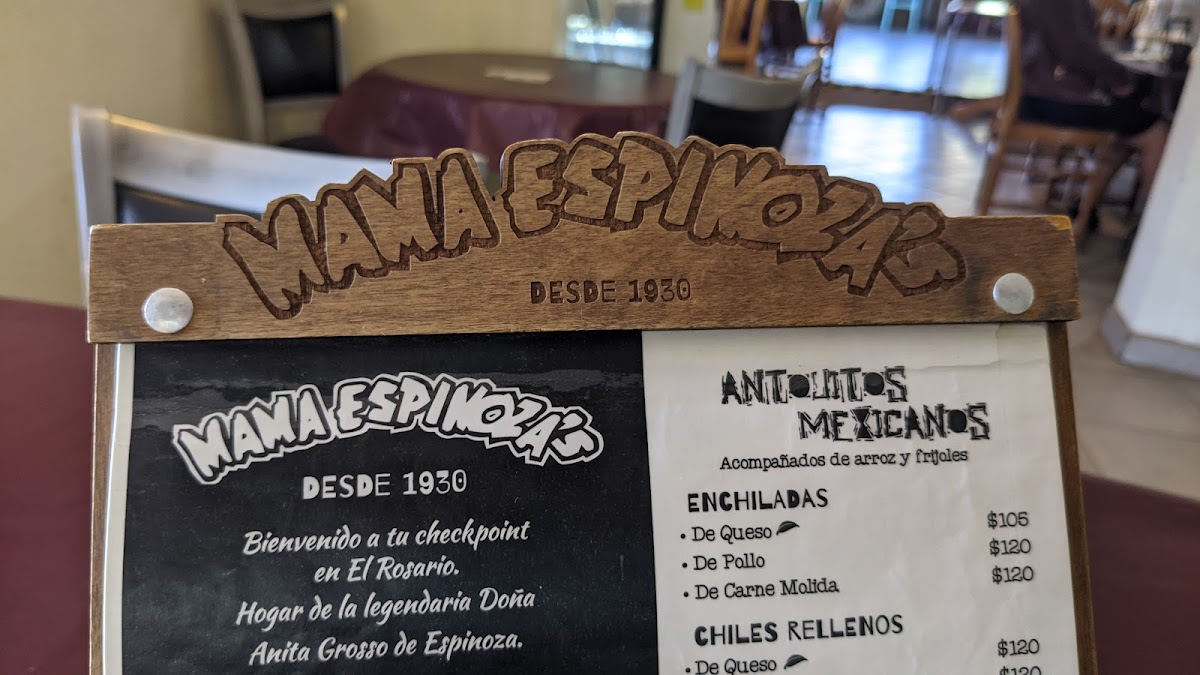 MAMA ESPINOZA'S
DESDE 1930
MAMA ESPINOZA'S
DESDE 1930
Bienvenido a tu checkpoint
en El Rosario.
Hogar de la legendaria Doña
Anita Grosso de Espinoza.
ANTOJITOS
MEXICANOS
Acompañados de arroz y frijoles
ENCHILADAS
• De Queso $105
• De Pollo $120
• De Carne Molida $120
CHILES RELLENOS
• De Queso $120
$120